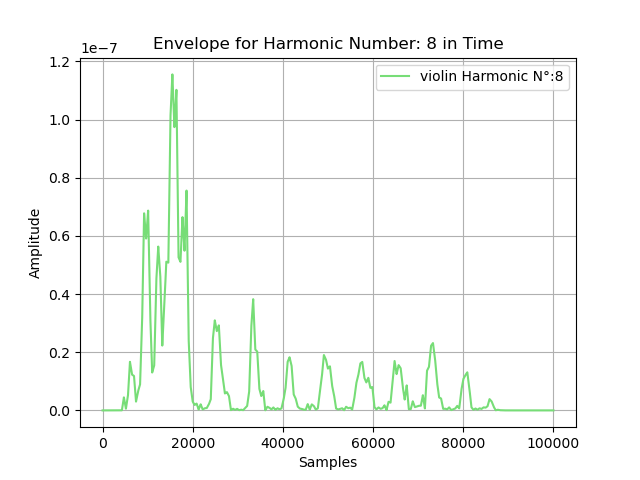 Envelope for Harmonic Number: 8 in Time
1e−7
violin Harmonic N°:8
1.2
1.0
0.8
0.6
0.4
0.2
0.0
Amplitude
0 20000 40000 60000 80000 100000
Samples